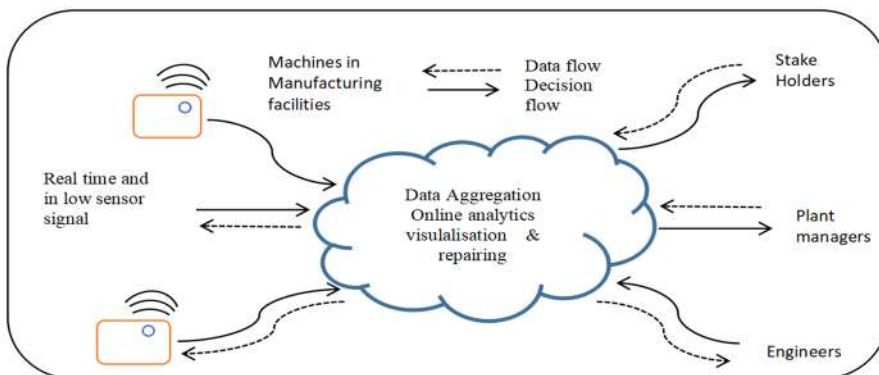 Machines in
Manufacturing
facilities
Data flow
Decision
flow
Stake
Holders
Real time and
in low sensor
signal
Data Aggregation
Online analytics
visulalisation &
repairing
Plant
managers
Engineers